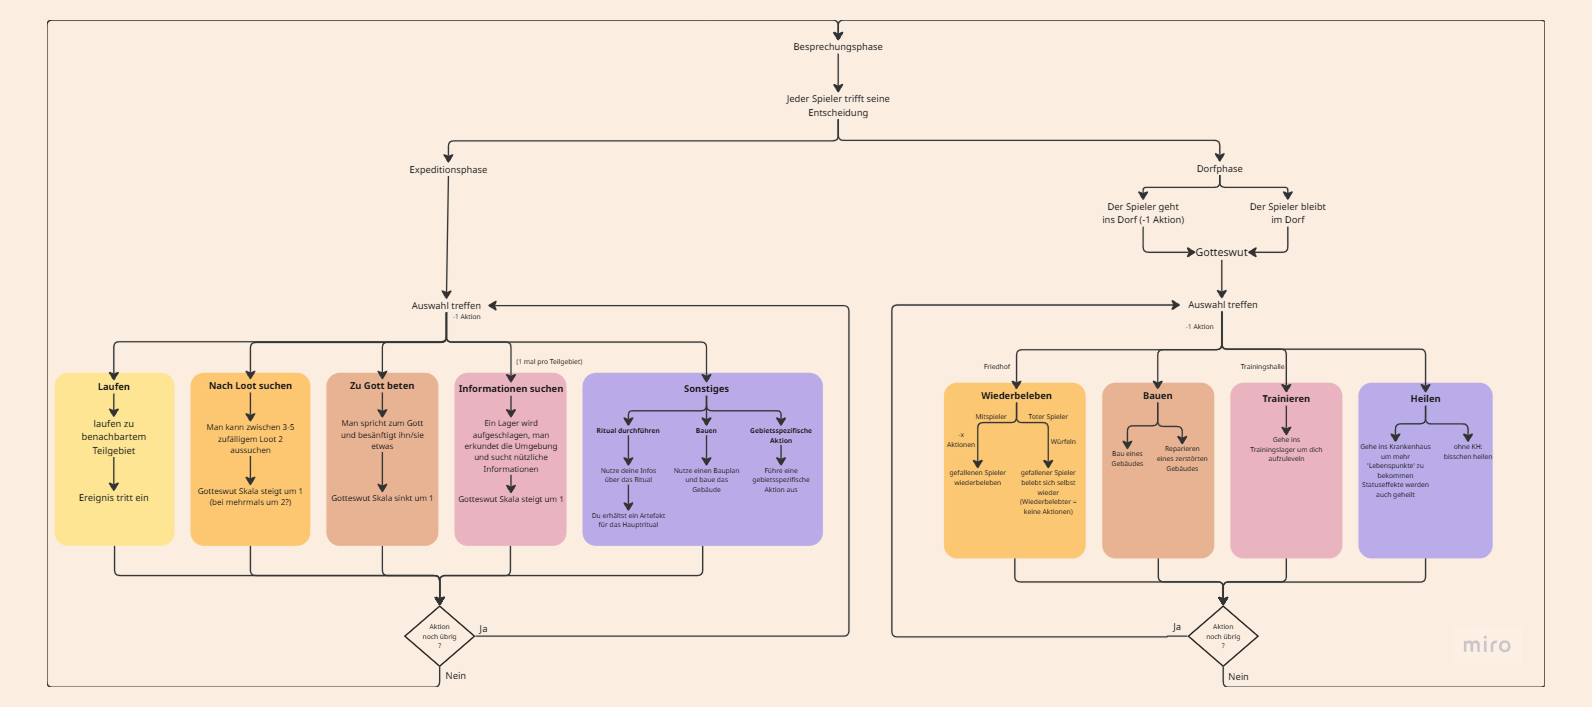 Besprechungsphase
Jeder Spieler trifft seine
Entscheidung
Expeditionsphase
Auswahl treffen
-1 Aktion
(1 mal pro Teilgebiet)
Laufen
laufen zu
benachbartem
Teilgebiet
Ereignis tritt ein
Nach Loot suchen
Man kann zwischen 3-5
zufälligem Loot 2
aussuchen
Gotteswut Skala steigt um 1
(bei mehrmals um 2?)
Zu Gott beten
Man spricht zum Gott
und besänftigt ihn/sie
etwas
Gotteswut Skala sinkt um 1
Informationen suchen
Ein Lager wird
aufgeschlagen, man
erkundet die Umgebung
und sucht nützliche
Informationen
Gotteswut Skala steigt um 1
Sonstiges
Ritual durchführen
Nutze deine Infos
über das Ritual
Du erhältst ein Artefakt
für das Hauptritual
Bauen
Nutze einen Bauplan
und baue das
Gebäude
Gebietsspezifische
Aktion
Führe eine
gebietsspezifische
Aktion aus
Aktion
noch übrig
?
Ja
Nein
Dorfphase
Der Spieler geht
ins Dorf (-1 Aktion)
Der Spieler bleibt
im Dorf
Gotteswut
Auswahl treffen
-1 Aktion
Friedhof
Trainingshalle
Wiederbeleben
Mitspieler
-x
Aktionen
gefallenen Spieler
wiederbeleben
Toter Spieler
Würfeln
gefallener Spieler
belebt sich selbst
wieder
(Wiederbelebter =
keine Aktionen)
Bauen
Bau eines
Gebäudes
Reparieren
eines zerstörten
Gebäudes
Trainieren
Gehe ins
Trainingslager um dich
aufzuleveln
Heilen
Gehe ins Krankenhaus
um mehr
'Lebenspunkte' zu
bekommen
Statuseffekte werden
auch geheilt
ohne KH:
bisschen heilen
Aktion
noch übrig
?
Ja
Nein
miro